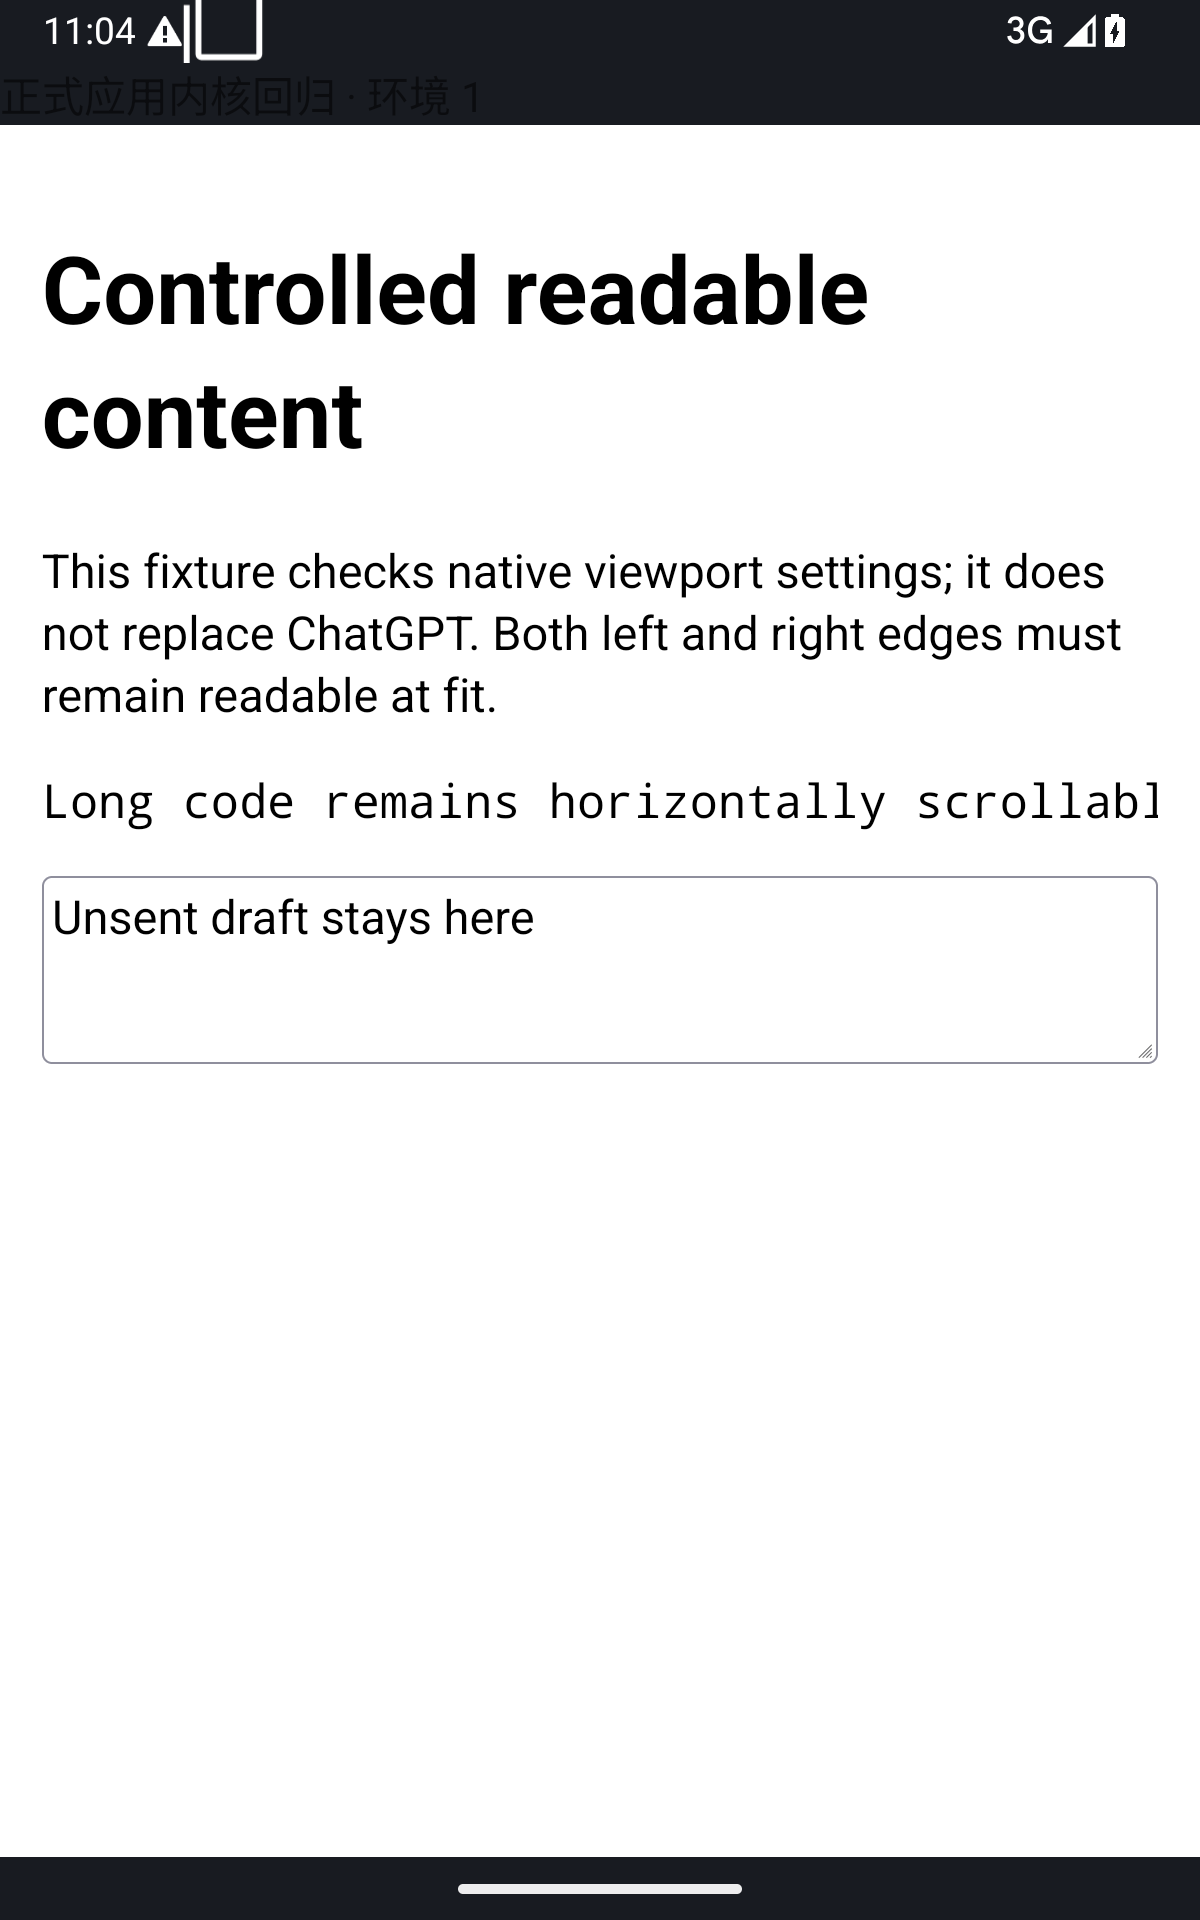 11:04
3G
正式应用内核回归 · 环境 1
Controlled readable
content
This fixture checks native viewport settings; it does
not replace ChatGPT. Both left and right edges must
remain readable at fit.
Long code remains horizontally scrollabl
Unsent draft stays here